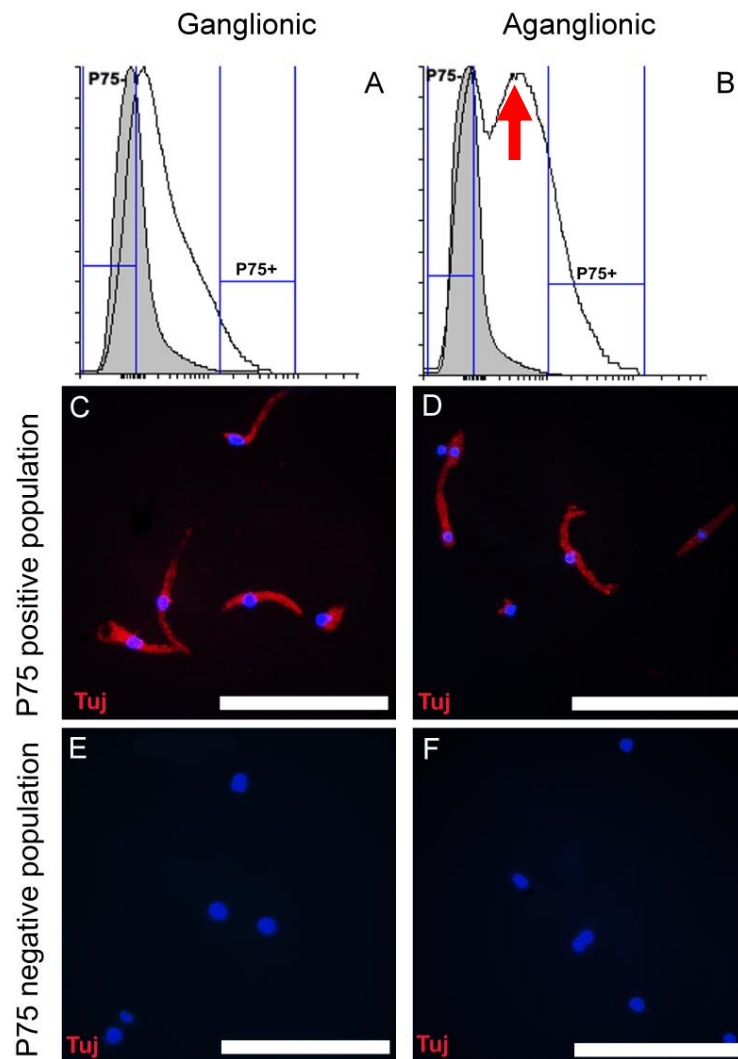 Ganglionic
Aganglionic
P75-
A
P75+
P75-
B
P75+
P75 positive population
C
Tuj
D
Tuj
P75 negative population
E
Tuj
F
Tuj